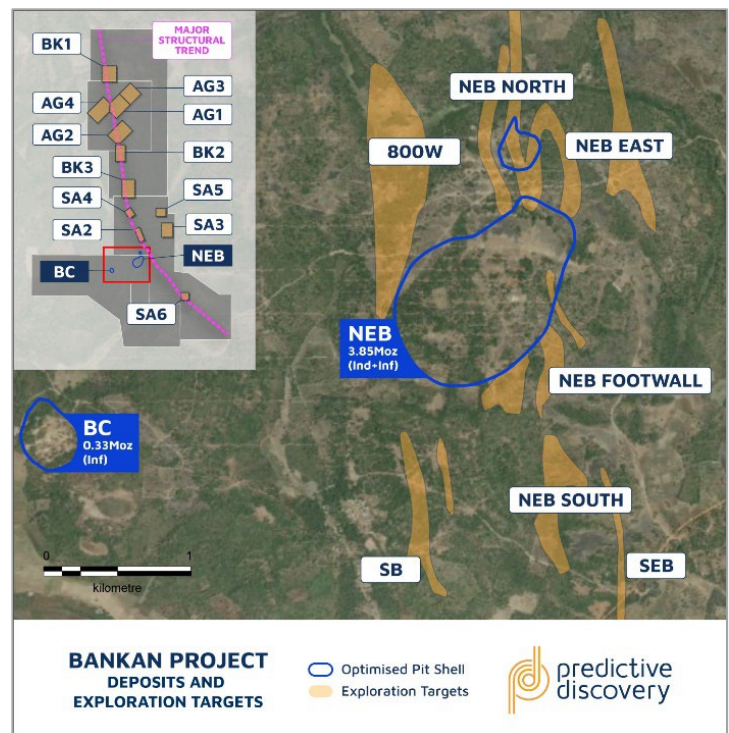 MAJOR
STRUCTURAL
TREND
BK1
AG3
AG4
AG1
AG2
BK2
BK3
SA5
SA4
SA3
SA2
NEB
BC
SA6
NEB NORTH
800W
NEB EAST
NEB
3.85Moz
(Ind+Inf)
NEB FOOTWALL
BC
0.33Moz
(Inf)
NEB SOUTH
SB
SEB
0 1
kilometre
BANKAN PROJECT
DEPOSITS AND
EXPLORATION TARGETS
Optimised Pit Shell
Exploration Targets
predictive
discovery